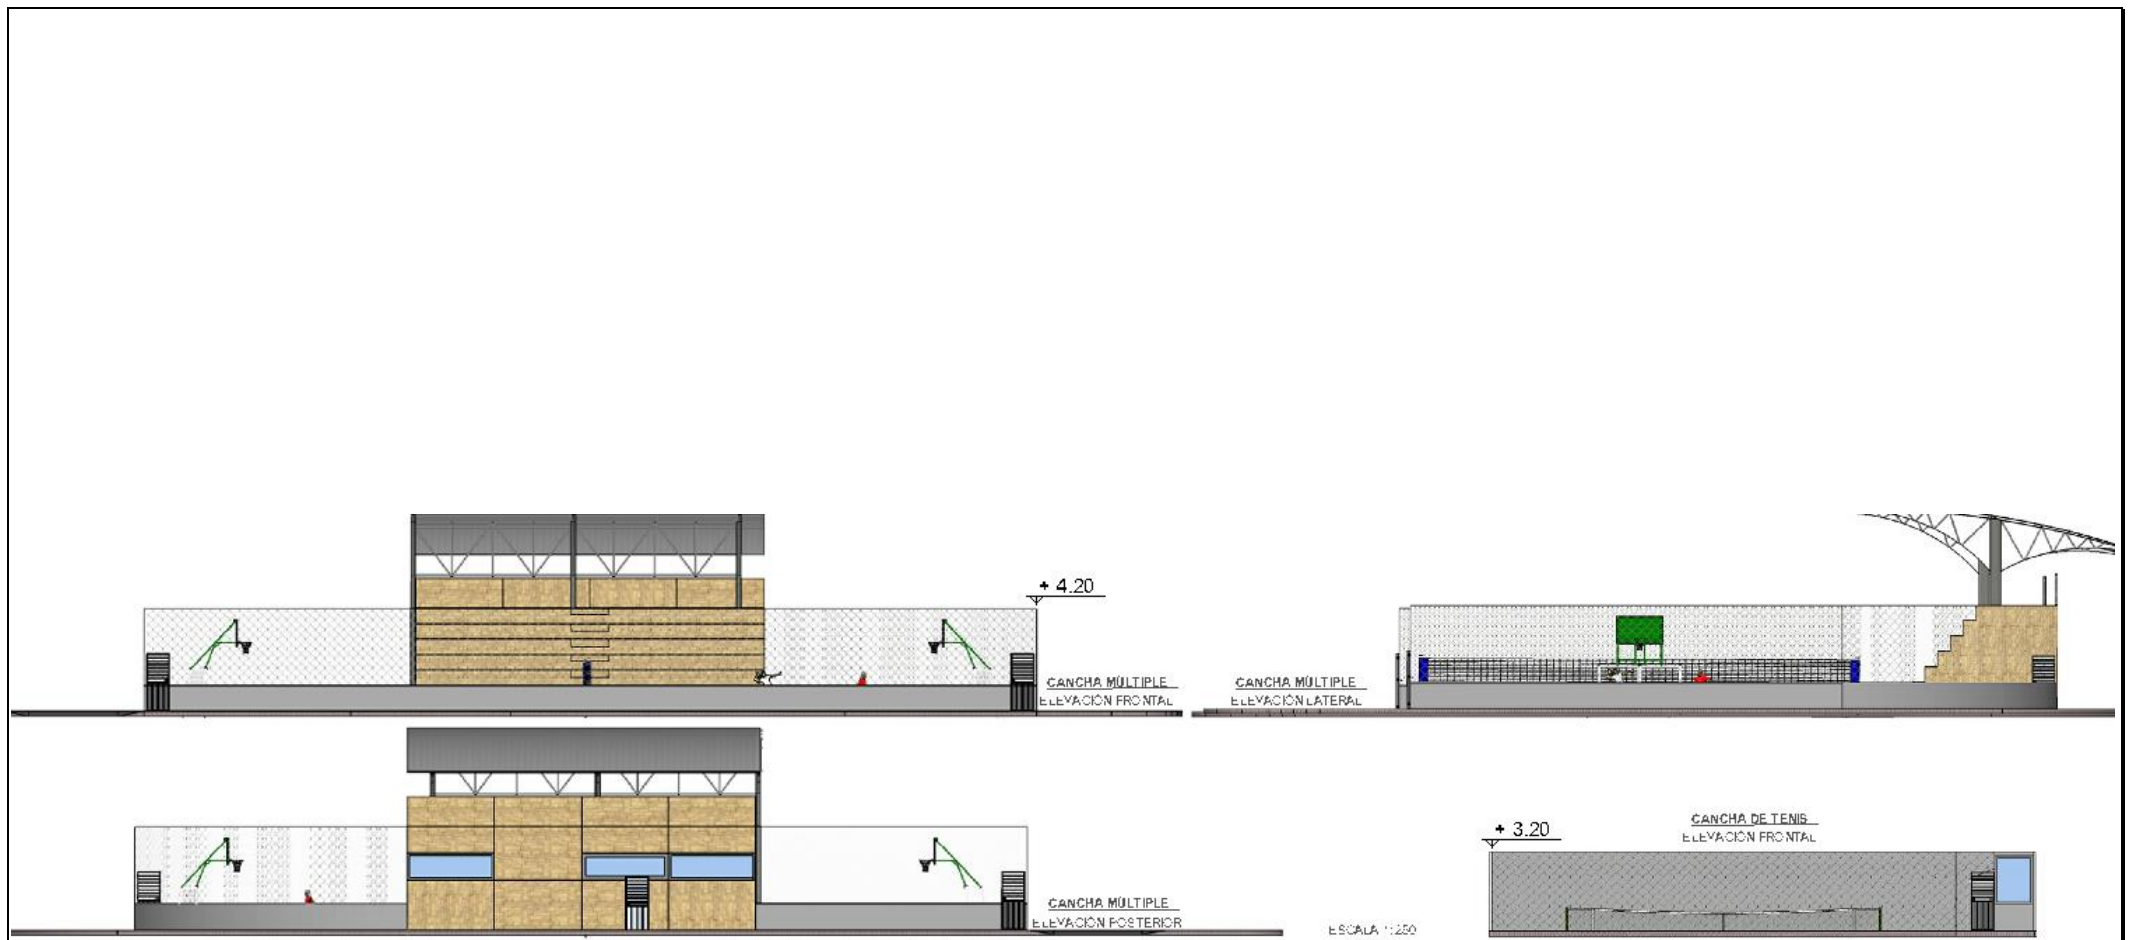 + 4.20
CANCHA MÚLTIPLE
ELEVACIÓN FRONTAL
CANCHA MÚLTIPLE
ELEVACIÓN LATERAL
+ 3.20
CANCHA DE TENIS
ELEVACIÓN FRONTAL
CANCHA MÚLTIPLE
ELEVACIÓN POSTERIOR
ESCALA 1:250